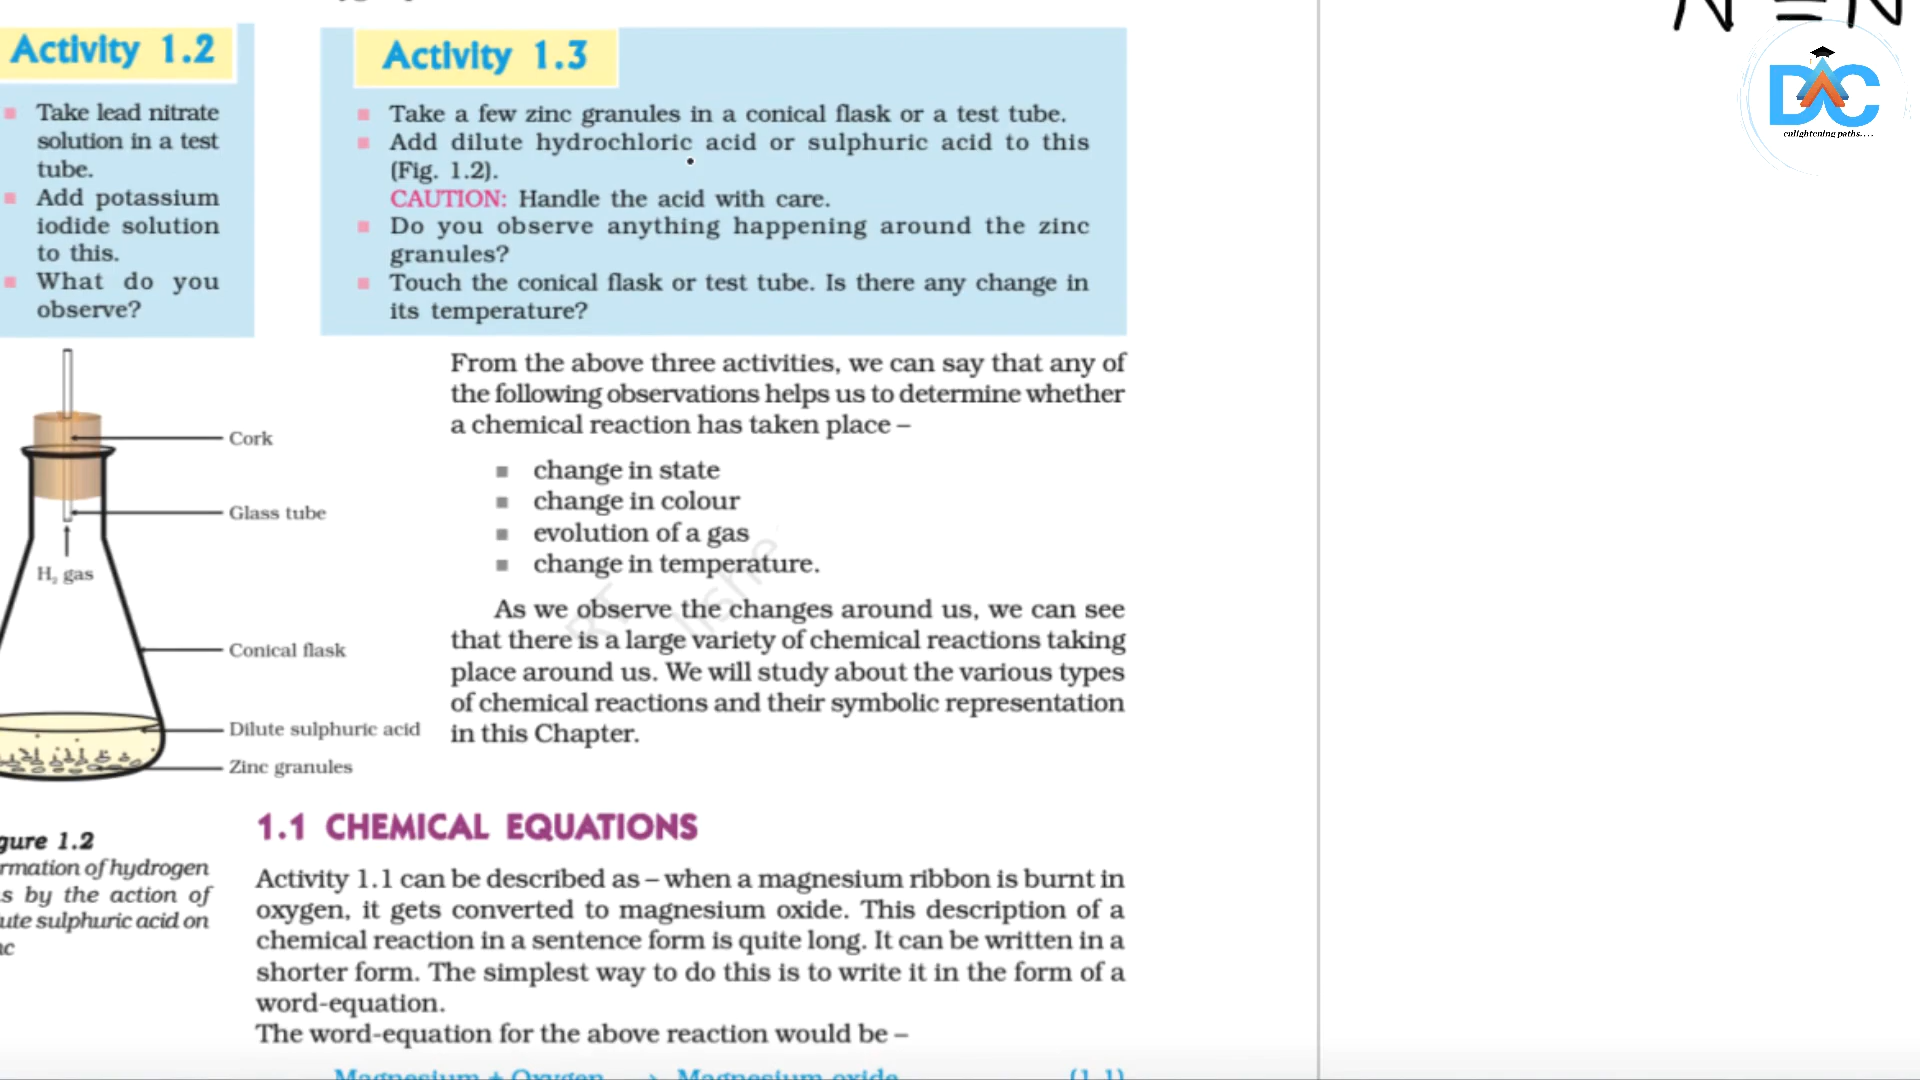 N ≡ N
DAC
enlightening paths....
Activity 1.2
Take lead nitrate
solution in a test
tube.
Add potassium
iodide solution
to this.
What do you
observe?
Activity 1.3
Take a few zinc granules in a conical flask or a test tube.
Add dilute hydrochloric acid or sulphuric acid to this
(Fig. 1.2).
CAUTION: Handle the acid with care.
Do you observe anything happening around the zinc
granules?
Touch the conical flask or test tube. Is there any change in
its temperature?
Cork
Glass tube
H₂ gas
Conical flask
Dilute sulphuric acid
Zinc granules
gure 1.2
rmation of hydrogen
s by the action of
ute sulphuric acid on
nc
From the above three activities, we can say that any of
the following observations helps us to determine whether
a chemical reaction has taken place –
change in state
change in colour
evolution of a gas
change in temperature.
As we observe the changes around us, we can see
that there is a large variety of chemical reactions taking
place around us. We will study about the various types
of chemical reactions and their symbolic representation
in this Chapter.
1.1 CHEMICAL EQUATIONS
Activity 1.1 can be described as – when a magnesium ribbon is burnt in
oxygen, it gets converted to magnesium oxide. This description of a
chemical reaction in a sentence form is quite long. It can be written in a
shorter form. The simplest way to do this is to write it in the form of a
word-equation.
The word-equation for the above reaction would be –
Magnesium + Oxygen → Magnesium oxide (1.1)